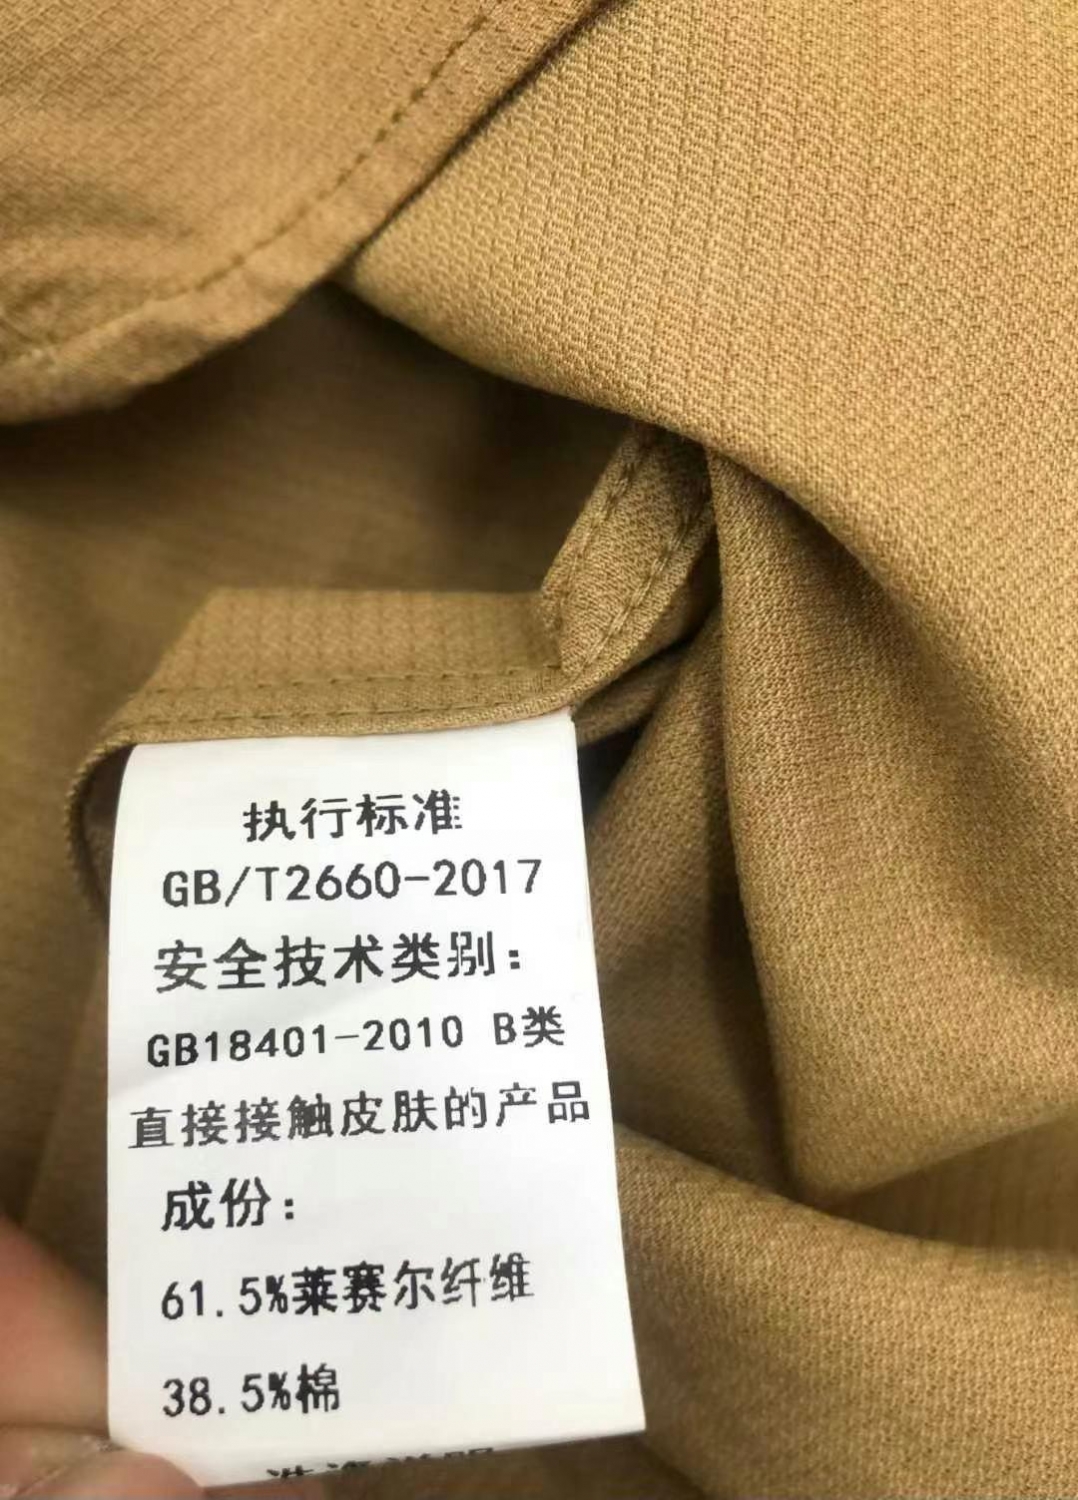 执行标准
GB/T2660-2017
安全技术类别：
GB18401-2010 B类
直接接触皮肤的产品
成份：
61.5%莱赛尔纤维
38.5%棉